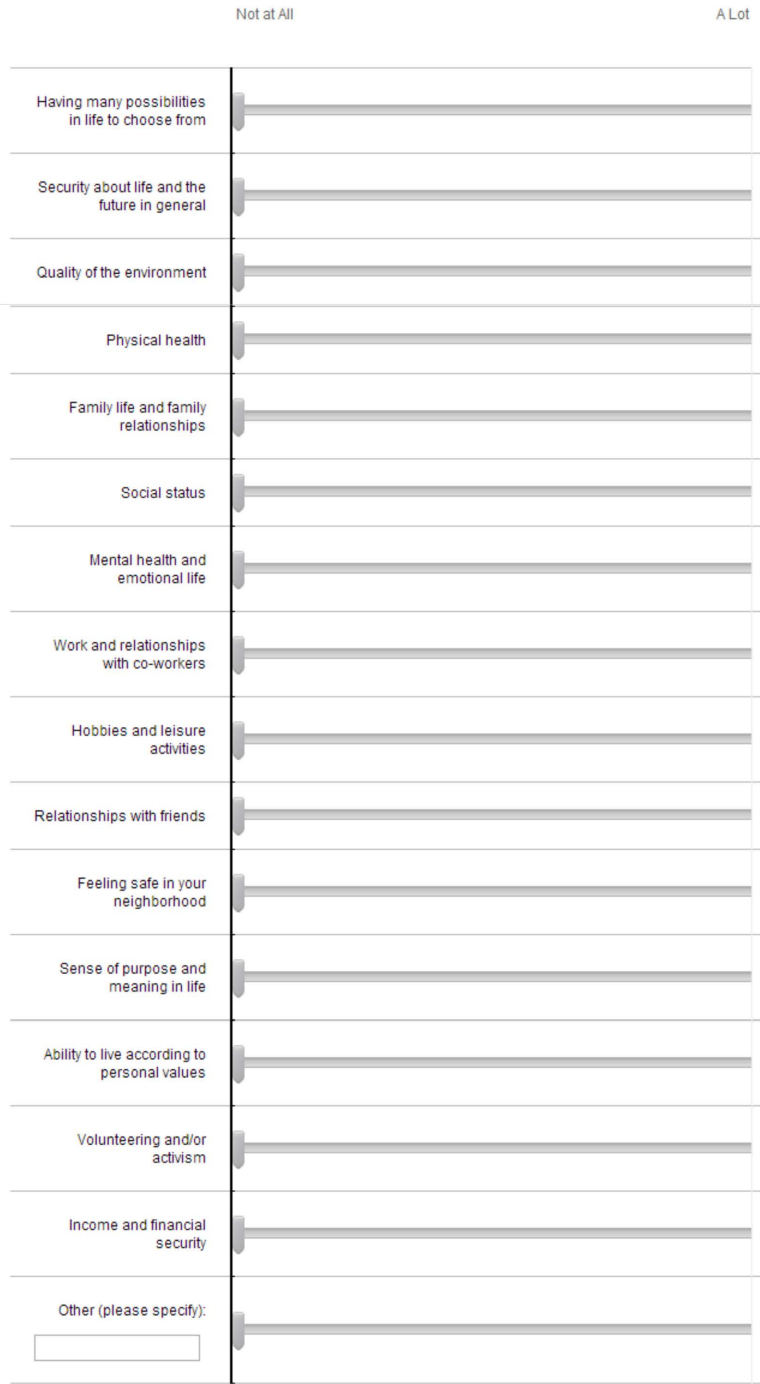 Not at All
A Lot
Having many possibilities
in life to choose from
Security about life and the
future in general
Quality of the environment
Physical health
Family life and family
relationships
Social status
Mental health and
emotional life
Work and relationships
with co-workers
Hobbies and leisure
activities
Relationships with friends
Feeling safe in your
neighborhood
Sense of purpose and
meaning in life
Ability to live according to
personal values
Volunteering and/or
activism
Income and financial
security
Other (please specify):